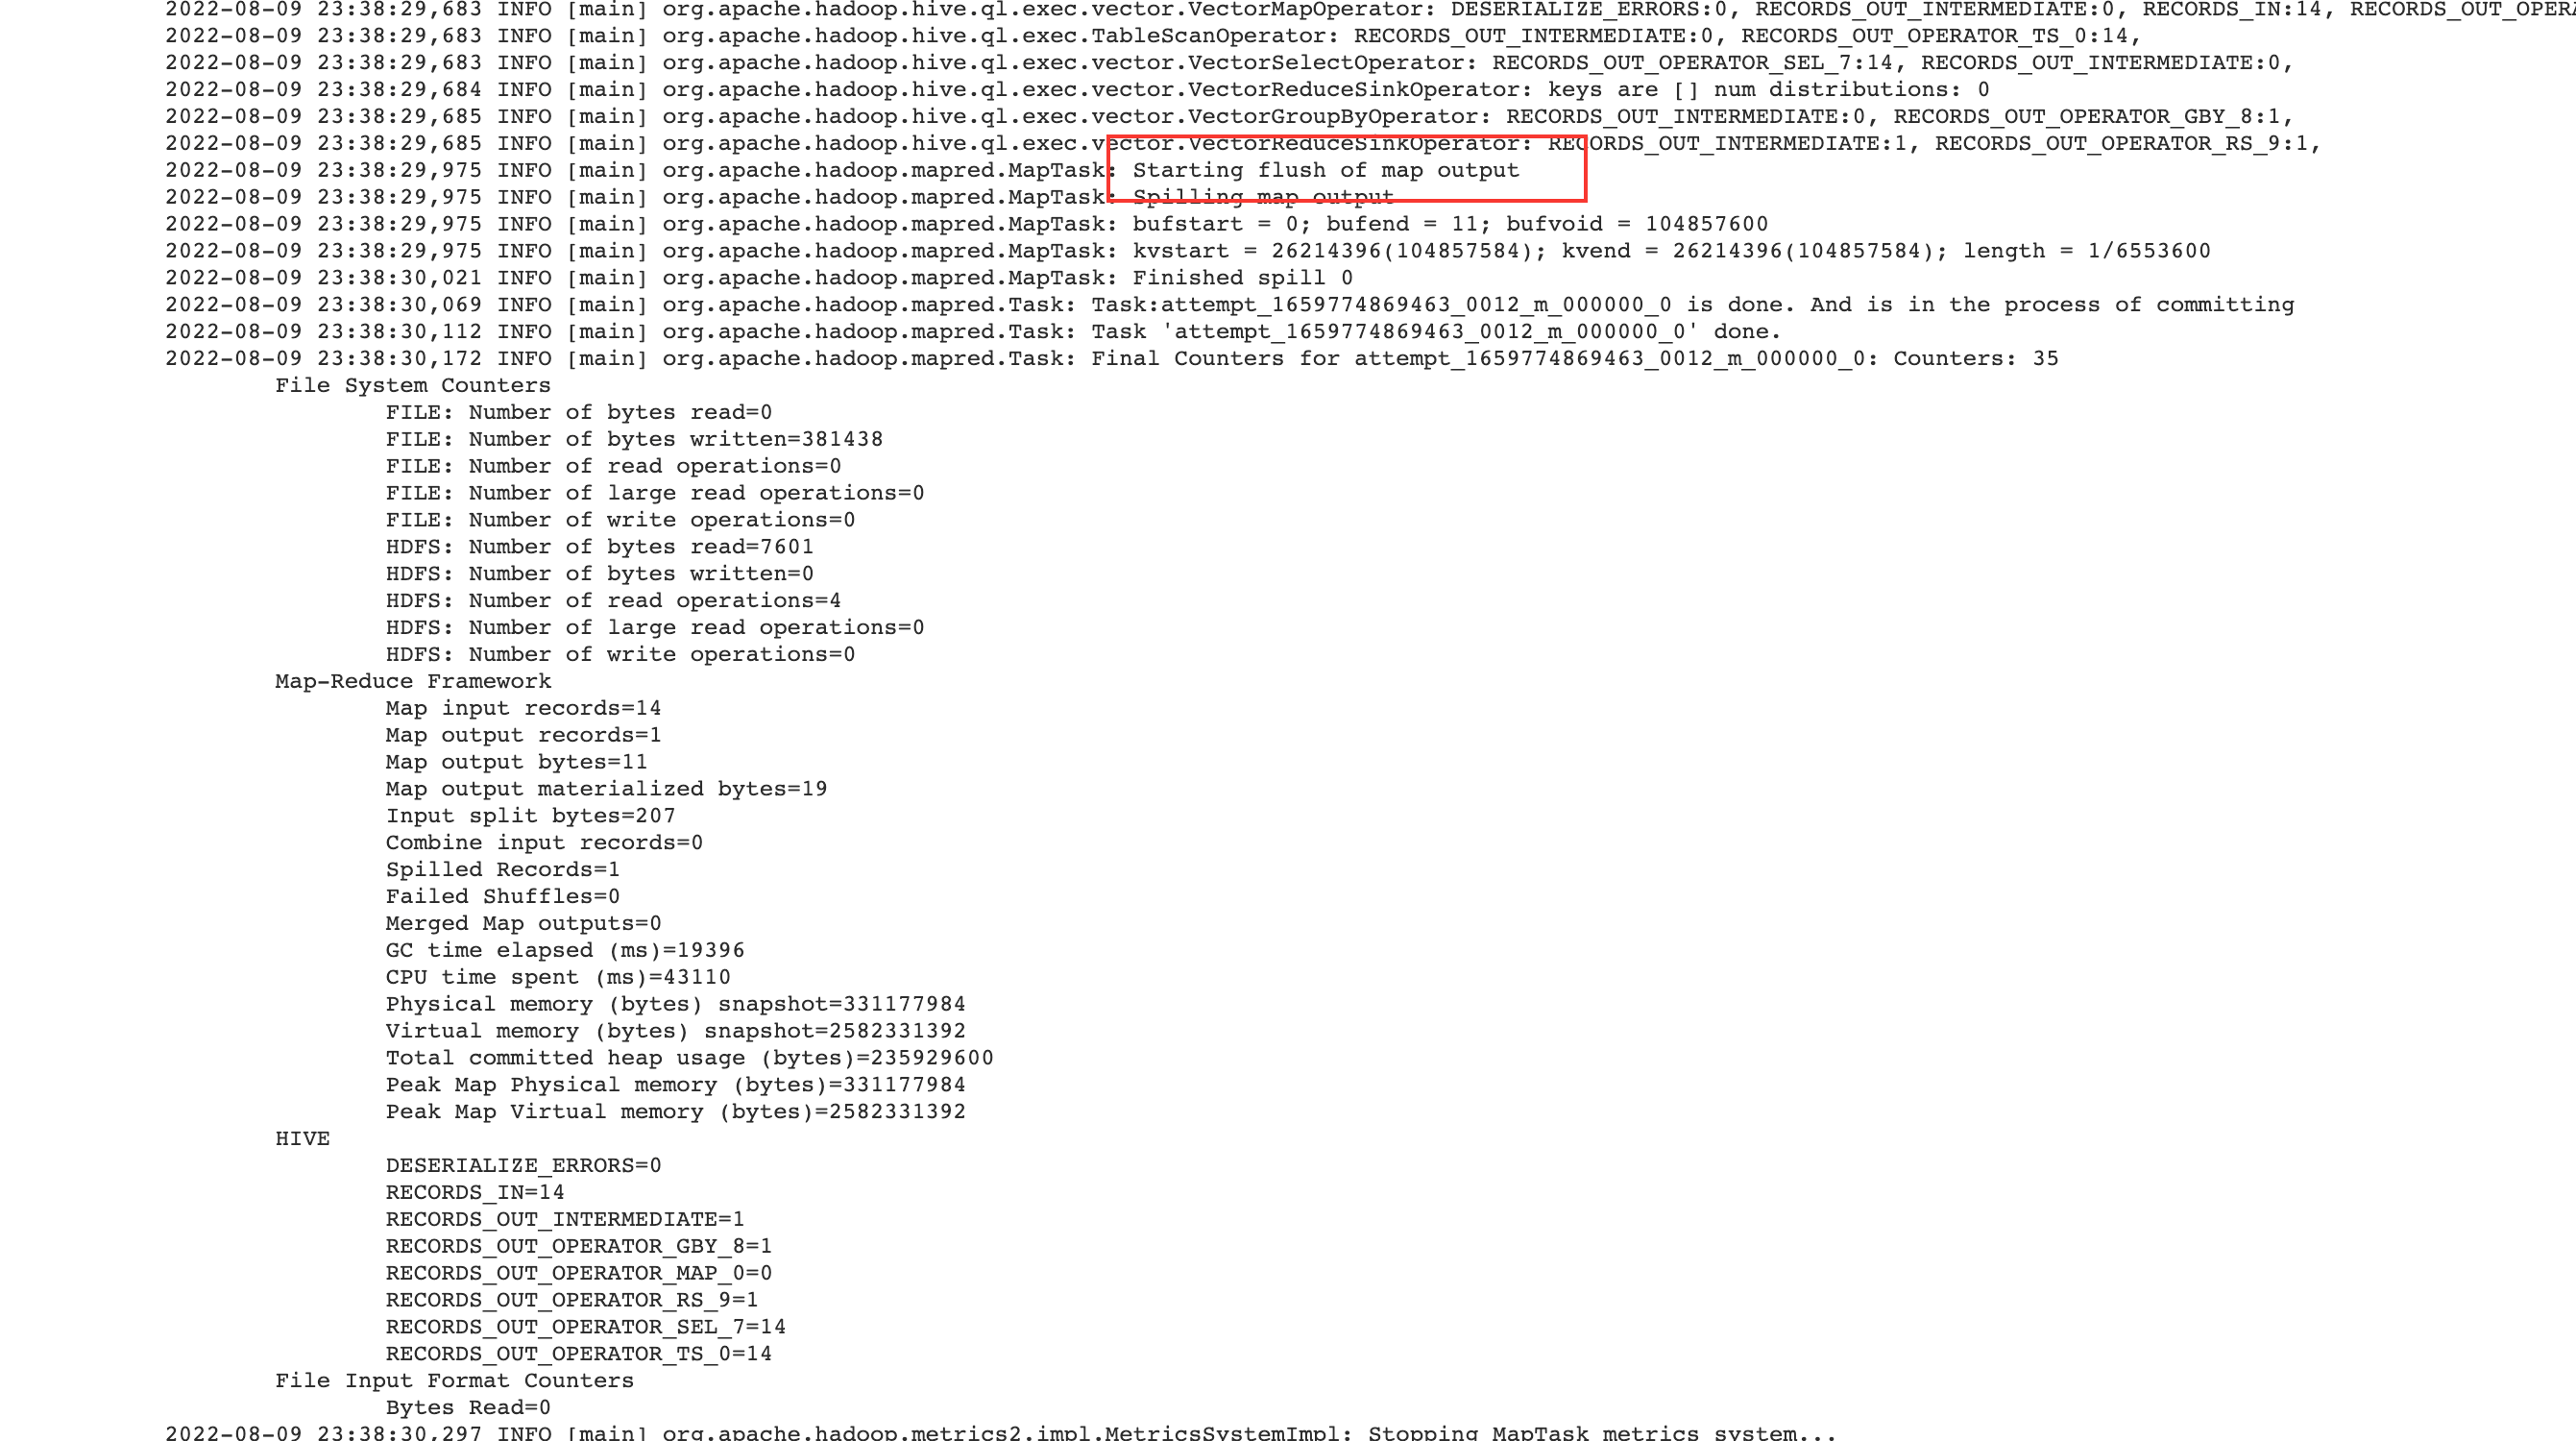 2022-08-09 23:38:29,683 INFO [main] org.apache.hadoop.hive.ql.exec.vector.VectorMapOperator: DESERIALIZE_ERRORS:0, RECORDS_OUT_INTERMEDIATE:0, RECORDS_IN:14, RECORDS_OUT_OPERA
2022-08-09 23:38:29,683 INFO [main] org.apache.hadoop.hive.ql.exec.TableScanOperator: RECORDS_OUT_INTERMEDIATE:0, RECORDS_OUT_OPERATOR_TS_0:14,
2022-08-09 23:38:29,683 INFO [main] org.apache.hadoop.hive.ql.exec.vector.VectorSelectOperator: RECORDS_OUT_OPERATOR_SEL_7:14, RECORDS_OUT_INTERMEDIATE:0,
2022-08-09 23:38:29,684 INFO [main] org.apache.hadoop.hive.ql.exec.vector.VectorReduceSinkOperator: keys are [] num distributions: 0
2022-08-09 23:38:29,685 INFO [main] org.apache.hadoop.hive.ql.exec.vector.VectorGroupByOperator: RECORDS_OUT_INTERMEDIATE:0, RECORDS_OUT_OPERATOR_GBY_8:1,
2022-08-09 23:38:29,685 INFO [main] org.apache.hadoop.hive.ql.exec.vector.VectorReduceSinkOperator: RECORDS_OUT_INTERMEDIATE:1, RECORDS_OUT_OPERATOR_RS_9:1,
2022-08-09 23:38:29,975 INFO [main] org.apache.hadoop.mapred.MapTask: Starting flush of map output
2022-08-09 23:38:29,975 INFO [main] org.apache.hadoop.mapred.MapTask: Spilling map output
2022-08-09 23:38:29,975 INFO [main] org.apache.hadoop.mapred.MapTask: bufstart = 0; bufend = 11; bufvoid = 104857600
2022-08-09 23:38:29,975 INFO [main] org.apache.hadoop.mapred.MapTask: kvstart = 26214396(104857584); kvend = 26214396(104857584); length = 1/6553600
2022-08-09 23:38:30,021 INFO [main] org.apache.hadoop.mapred.MapTask: Finished spill 0
2022-08-09 23:38:30,069 INFO [main] org.apache.hadoop.mapred.Task: Task:attempt_1659774869463_0012_m_000000_0 is done. And is in the process of committing
2022-08-09 23:38:30,112 INFO [main] org.apache.hadoop.mapred.Task: Task 'attempt_1659774869463_0012_m_000000_0' done.
2022-08-09 23:38:30,172 INFO [main] org.apache.hadoop.mapred.Task: Final Counters for attempt_1659774869463_0012_m_000000_0: Counters: 35
File System Counters
FILE: Number of bytes read=0
FILE: Number of bytes written=381438
FILE: Number of read operations=0
FILE: Number of large read operations=0
FILE: Number of write operations=0
HDFS: Number of bytes read=7601
HDFS: Number of bytes written=0
HDFS: Number of read operations=4
HDFS: Number of large read operations=0
HDFS: Number of write operations=0
Map-Reduce Framework
Map input records=14
Map output records=1
Map output bytes=11
Map output materialized bytes=19
Input split bytes=207
Combine input records=0
Spilled Records=1
Failed Shuffles=0
Merged Map outputs=0
GC time elapsed (ms)=19396
CPU time spent (ms)=43110
Physical memory (bytes) snapshot=331177984
Virtual memory (bytes) snapshot=2582331392
Total committed heap usage (bytes)=235929600
Peak Map Physical memory (bytes)=331177984
Peak Map Virtual memory (bytes)=2582331392
HIVE
DESERIALIZE_ERRORS=0
RECORDS_IN=14
RECORDS_OUT_INTERMEDIATE=1
RECORDS_OUT_OPERATOR_GBY_8=1
RECORDS_OUT_OPERATOR_MAP_0=0
RECORDS_OUT_OPERATOR_RS_9=1
RECORDS_OUT_OPERATOR_SEL_7=14
RECORDS_OUT_OPERATOR_TS_0=14
File Input Format Counters
Bytes Read=0
2022-08-09 23:38:30,297 INFO [main] org.apache.hadoop.metrics2.impl.MetricsSystemImpl: Stopping MapTask metrics system...